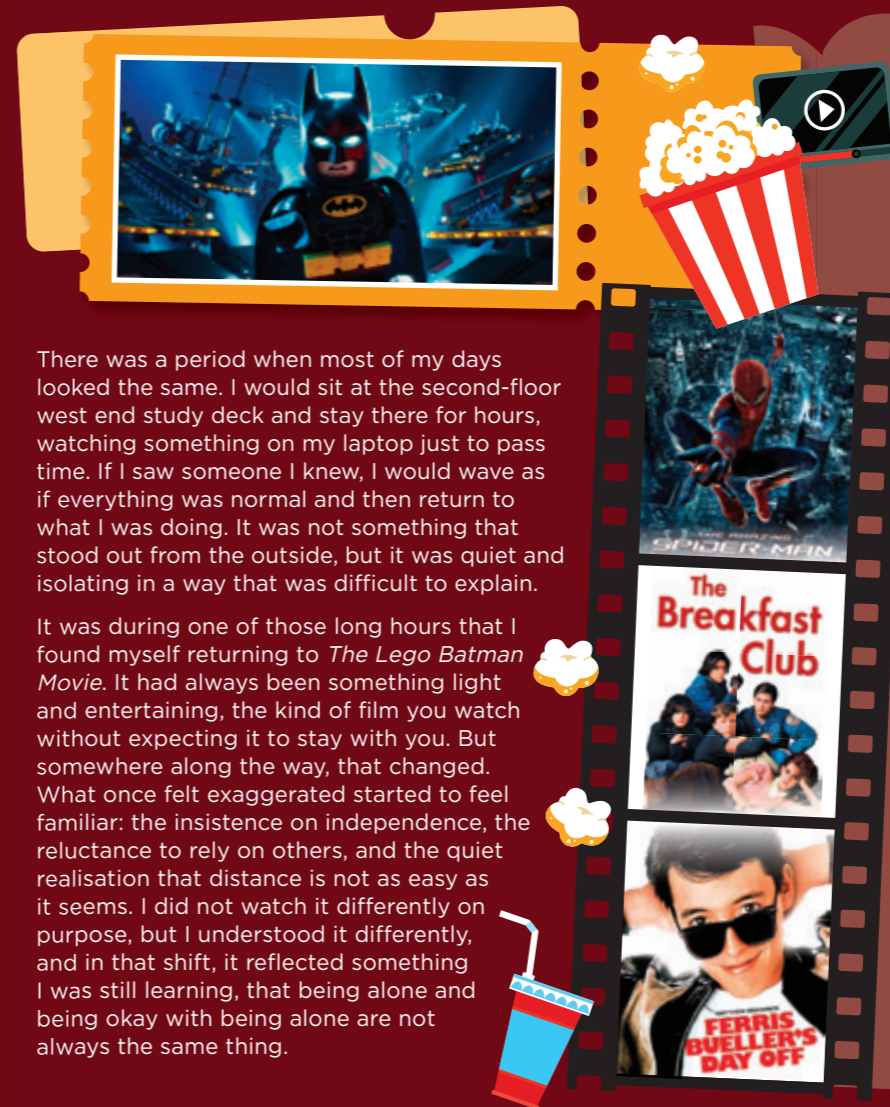 There was a period when most of my days
looked the same. I would sit at the second-floor
west end study deck and stay there for hours,
watching something on my laptop just to pass
time. If I saw someone I knew, I would wave as
if everything was normal and then return to
what I was doing. It was not something that
stood out from the outside, but it was quiet and
isolating in a way that was difficult to explain.
It was during one of those long hours that I
found myself returning to The Lego Batman
Movie. It had always been something light
and entertaining, the kind of film you watch
without expecting it to stay with you. But
somewhere along the way, that changed.
What once felt exaggerated started to feel
familiar: the insistence on independence, the
reluctance to rely on others, and the quiet
realisation that distance is not as easy as
it seems. I did not watch it differently on
purpose, but I understood it differently,
and in that shift, it reflected something
I was still learning, that being alone and
being okay with being alone are not
always the same thing.
THE AMAZING
SPIDER-MAN
The
Breakfast
Club
FERRIS
BUELLER'S
DAY OFF